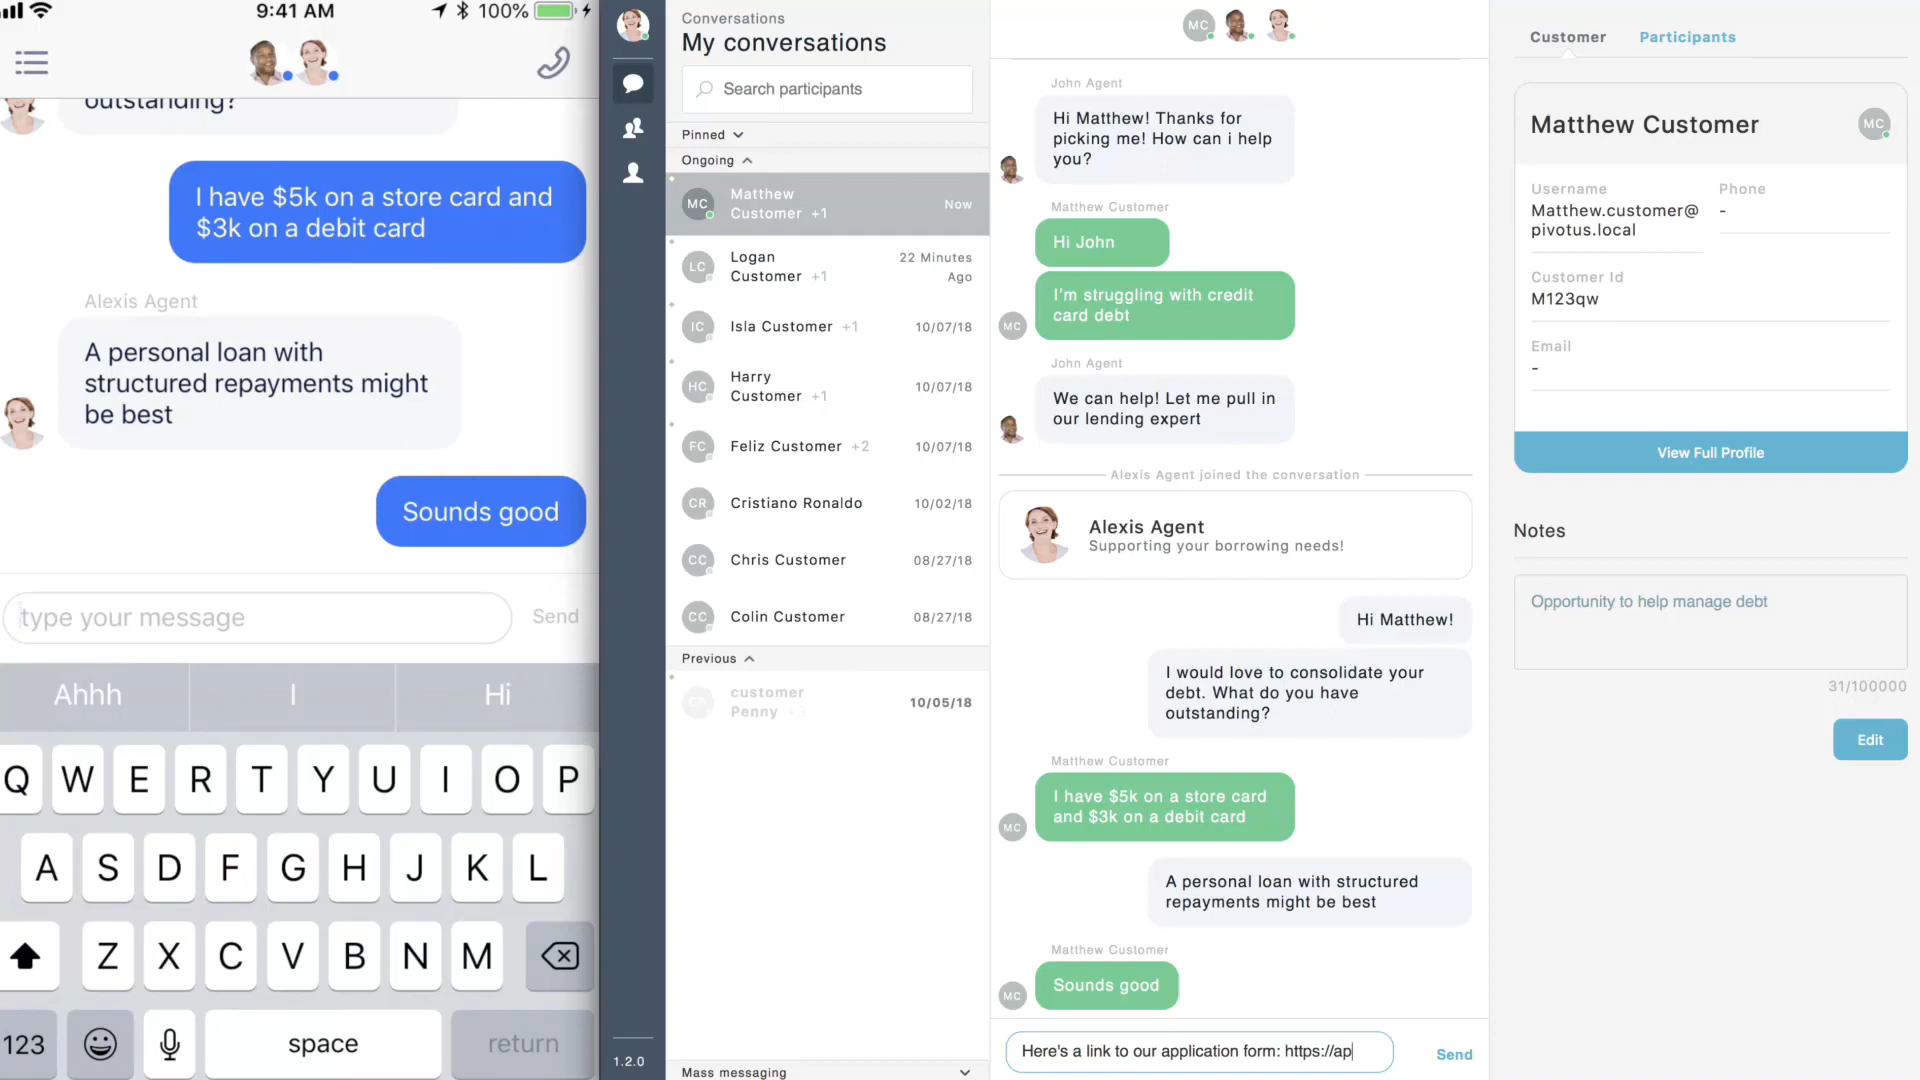 9:41 AM
100%
outstanding?
I have $5k on a store card and
$3k on a debit card
Alexis Agent
A personal loan with
structured repayments might
be best
Sounds good
type your message
Send
Ahhh
I
Hi
Q W E R T Y U I O P
A S D F G H J K L
Z X C V B N M
123
space
return
1.2.0
Conversations
My conversations
Search participants
Pinned
Ongoing
MC
Matthew
Customer +1
Now
LC
Logan
Customer +1
22 Minutes
Ago
IC
Isla Customer +1
10/07/18
HC
Harry
Customer +1
10/07/18
FC
Feliz Customer +2
10/07/18
CR
Cristiano Ronaldo
10/02/18
CC
Chris Customer
08/27/18
CC
Colin Customer
08/27/18
Previous
customer
Penny
10/05/18
Mass messaging
MC
John Agent
Hi Matthew! Thanks for
picking me! How can i help
you?
Matthew Customer
Hi John
I'm struggling with credit
card debt
MC
John Agent
We can help! Let me pull in
our lending expert
Alexis Agent joined the conversation
Alexis Agent
Supporting your borrowing needs!
Hi Matthew!
I would love to consolidate your
debt. What do you have
outstanding?
Matthew Customer
I have $5k on a store card
and $3k on a debit card
MC
A personal loan with structured
repayments might be best
Matthew Customer
Sounds good
MC
Here's a link to our application form: https://ap
Send
Customer
Participants
Matthew Customer
MC
Username
Matthew.customer@
pivotus.local
Phone
-
Customer Id
M123qw
Email
-
View Full Profile
Notes
Opportunity to help manage debt
31/100000
Edit